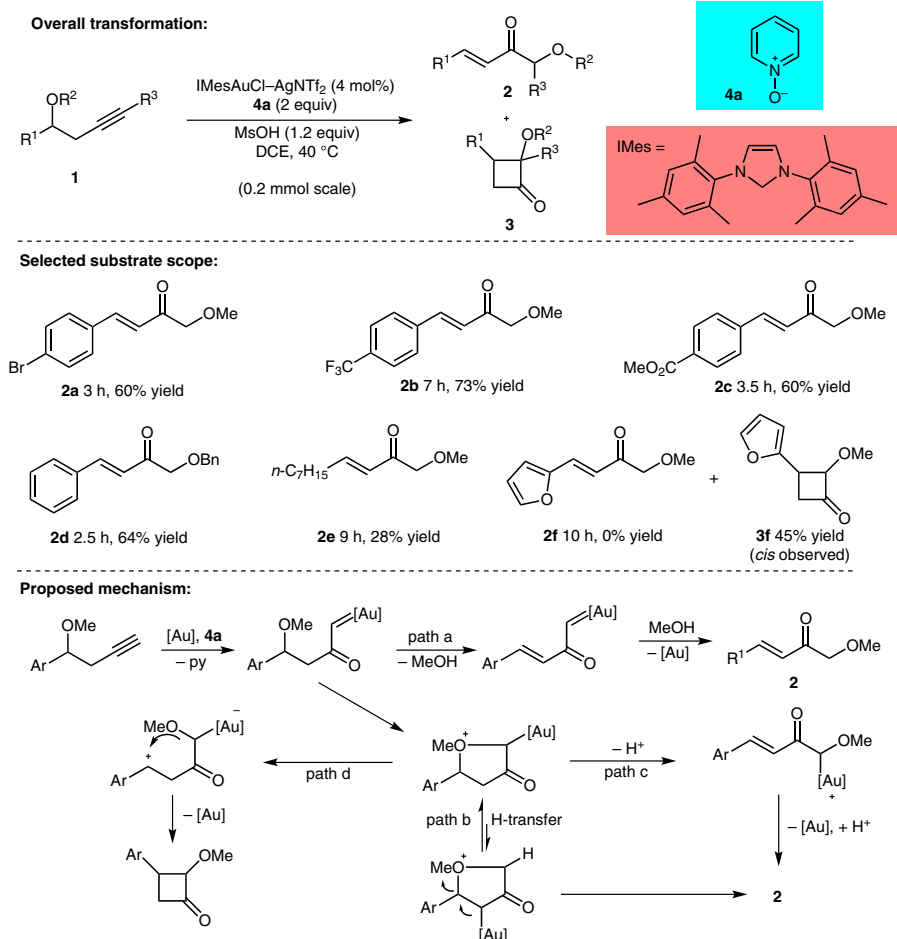 Overall transformation:
OR²
R³
R¹
1
IMesAuCl–AgNTf₂ (4 mol%)
4a (2 equiv)
MsOH (1.2 equiv)
DCE, 40 °C
(0.2 mmol scale)
O
R¹
O
R²
R³
2
+
R¹
OR²
R³
O
3
4a
N
+
O⁻
IMes =
N
N
Selected substrate scope:
O
OMe
Br
2a 3 h, 60% yield
O
OMe
F₃C
2b 7 h, 73% yield
O
OMe
MeO₂C
2c 3.5 h, 60% yield
O
OBn
2d 2.5 h, 64% yield
O
n-C₇H₁₅
OMe
2e 9 h, 28% yield
O
OMe
O
2f 10 h, 0% yield
+
O
OMe
O
3f 45% yield
(cis observed)
Proposed mechanism:
OMe
Ar
[Au], 4a
– py
OMe
[Au]
Ar
O
path a
– MeOH
[Au]
Ar
O
MeOH
– [Au]
O
R¹
OMe
2
MeO
[Au]
–
+
Ar
O
path d
+
MeO
[Au]
Ar
O
– H⁺
path c
O
OMe
Ar
[Au]
+
– [Au]
Ar
OMe
O
path b
H-transfer
+
MeO
H
Ar
O
[Au]
– [Au], + H⁺
2